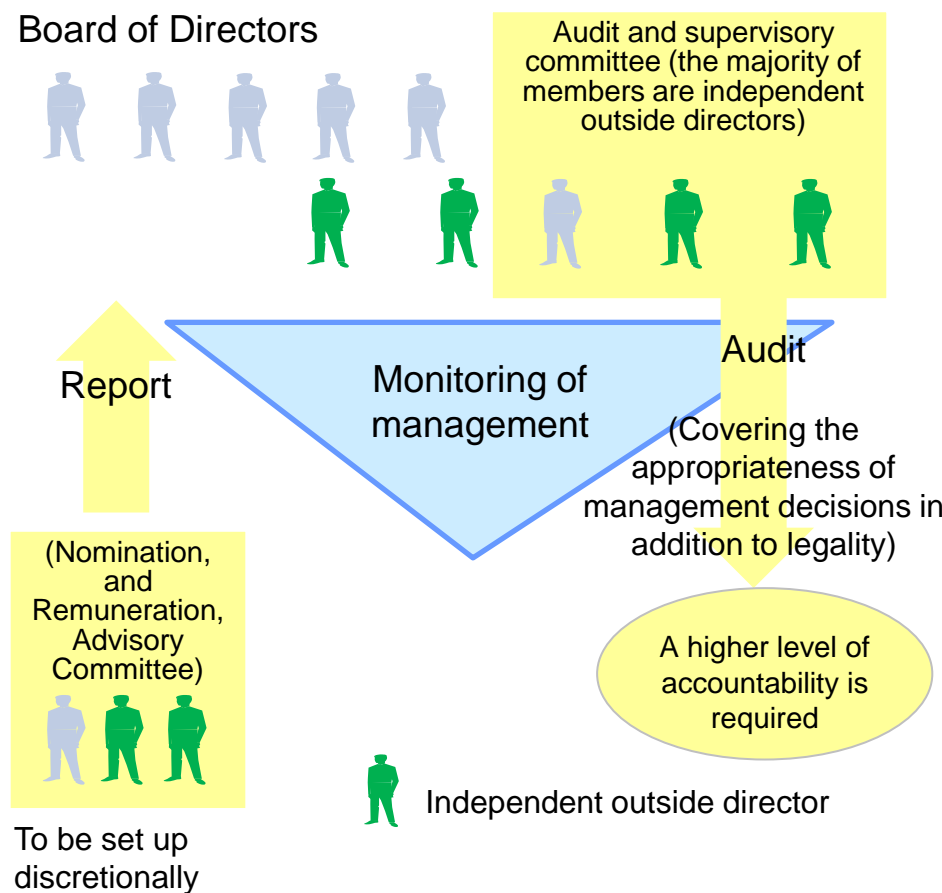 Board of Directors
Audit and supervisory
committee (the majority of
members are independent
outside directors)
Report
Monitoring of
management
Audit
(Covering the
appropriateness of
management decisions in
addition to legality)
(Nomination,
and
Remuneration,
Advisory
Committee)
A higher level of
accountability is
required
Independent outside director
To be set up
discretionally